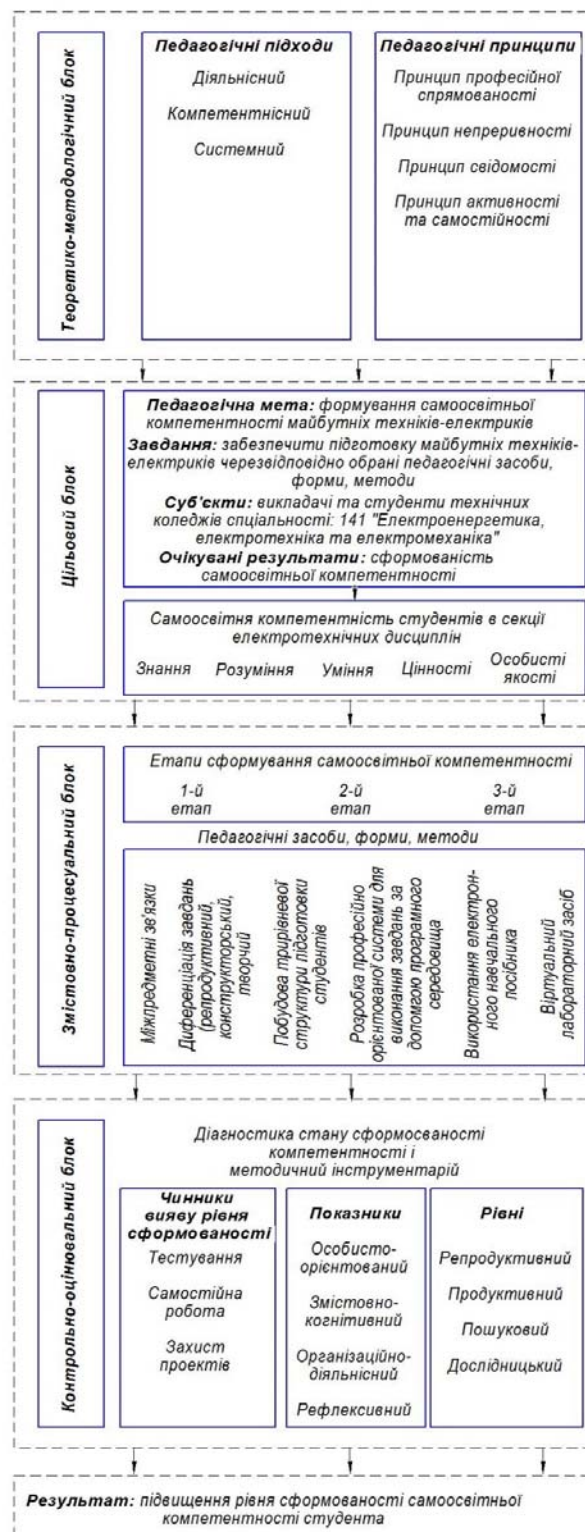 Теоретико-методологічний блок
Педагогічні підходи
Діяльнісний
Компетентнісний
Системний
Педагогічні принципи
Принцип професійної
спрямованості
Принцип непреривності
Принцип свідомості
Принцип активності
та самостійності
Цільовий блок
Педагогічна мета: формування самоосвітньої
компетентності майбутніх техніків-електриків
Завдання: забезпечити підготовку майбутніх техніків-
електриків черезвідповідно обрані педагогічні засоби,
форми, методи
Суб'єкти: викладачі та студенти технічних
коледжів спціальності: 141 "Електроенергетика,
електротехніка та електромеханіка"
Очікувані результати: сформованість
самоосвітньої компетентності
Самоосвітня компетентність студентів в секції
електротехнічних дисциплін
Знання Розуміння Уміння Цінності Особисті
якості
Змістовно-процесуальний блок
Етапи сформування самоосвітньої компетентності
1-й
етап
2-й
етап
3-й
етап
Педагогічні засоби, форми, методи
Міжпредметні зв'язки
Диференціація завдань
(репродуктивний,
конструкторський,
творчий
Побудова трирівневої
структури підготовки
студентів
Розробка професійно
орієнтованої системи для
виконання завдань за
допомогою програмного
середовища
Використання електрон-
ного навчального
посібника
Віртуальний
лабораторний засіб
Контрольно-оцінювальний блок
Діагностика стану сформосваності
компетентності і
методичний інструментарій
Чинники
вияву рівня
сформованості
Тестування
Самостійна
робота
Захист
проектів
Показники
Особисто-
орієнтований
Змістовно-
когнітивний
Організаційно-
діяльнісний
Рефлексивний
Рівні
Репродуктивний
Продуктивний
Пошуковий
Дослідницький
Результат: підвищення рівня сформованості самоосвітньої
компетентності студента